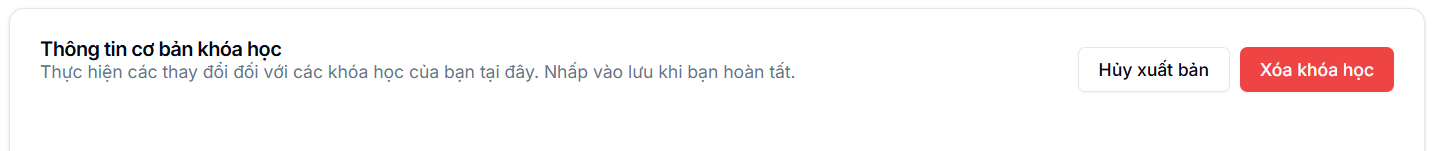 Thông tin cơ bản khóa học
Thực hiện các thay đổi đối với các khóa học của bạn tại đây. Nhấp vào lưu khi bạn hoàn tất.
Hủy xuất bản
Xóa khóa học